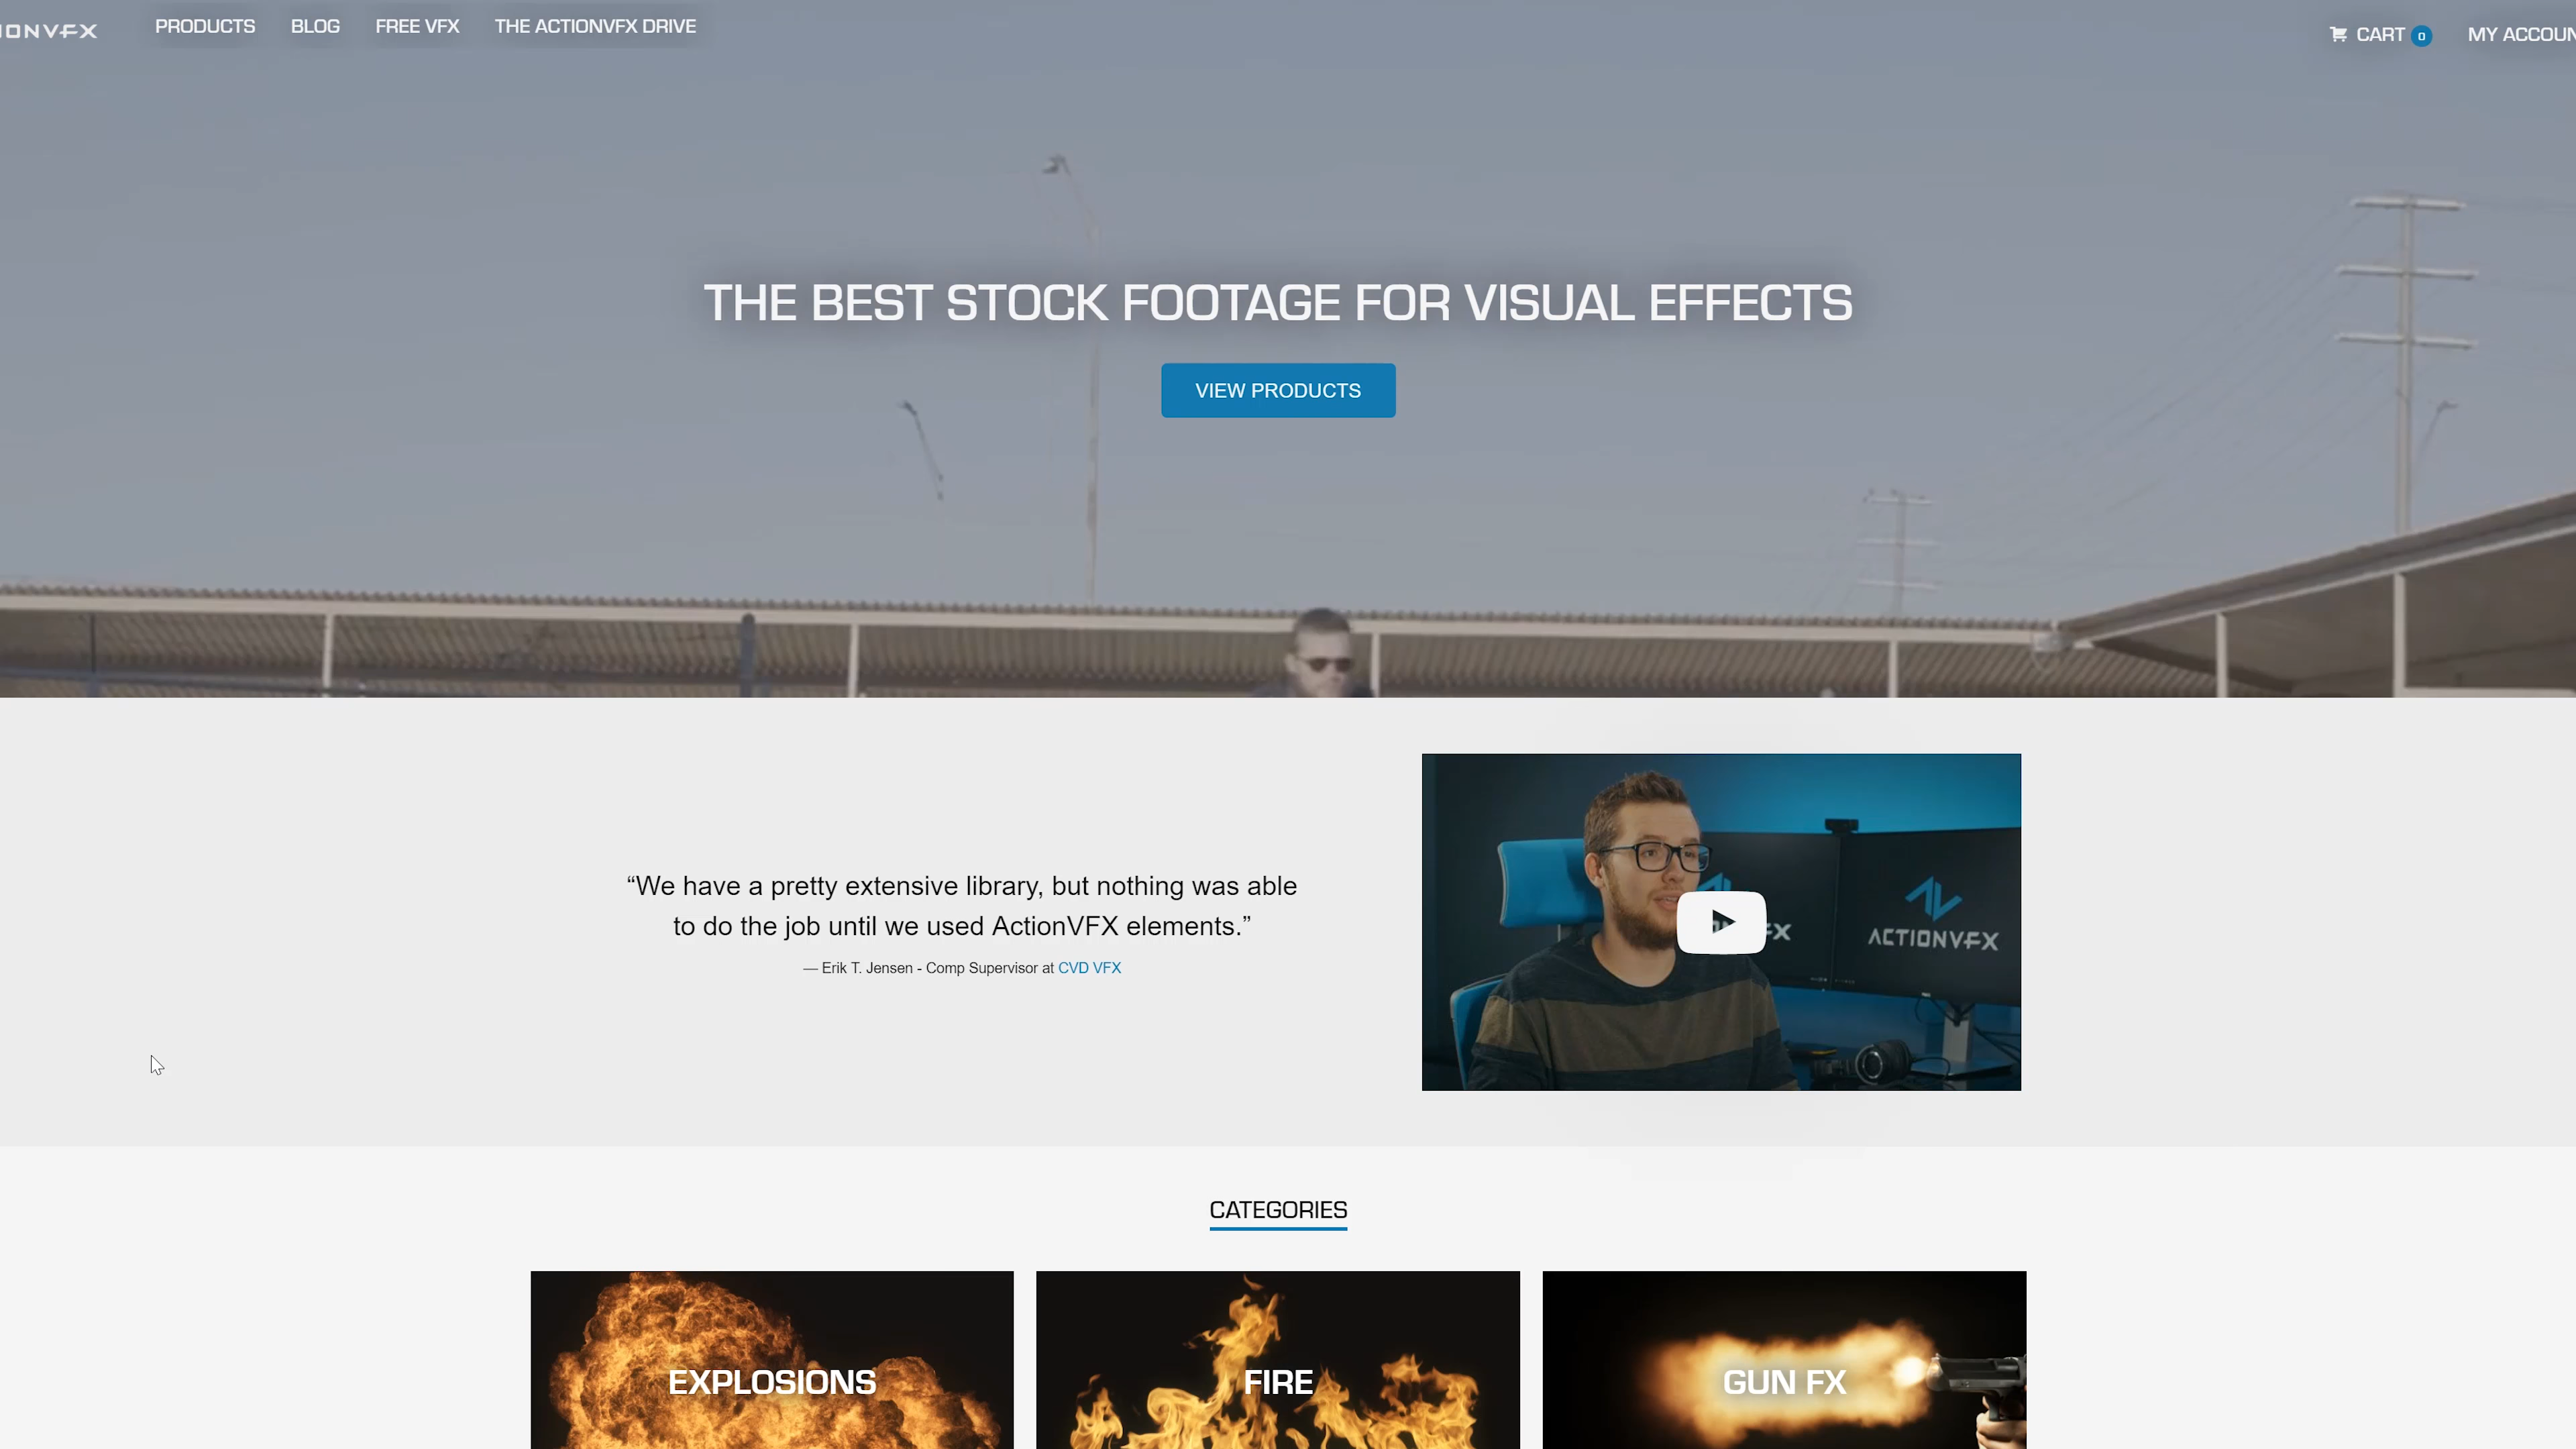 IONVFX
PRODUCTS BLOG FREE VFX THE ACTIONVFX DRIVE
CART 0 MY ACCOUN
THE BEST STOCK FOOTAGE FOR VISUAL EFFECTS
VIEW PRODUCTS
“We have a pretty extensive library, but nothing was able
to do the job until we used ActionVFX elements.”
— Erik T. Jensen - Comp Supervisor at CVD VFX
FX
ACTIONVFX
CATEGORIES
EXPLOSIONS
FIRE
GUN FX